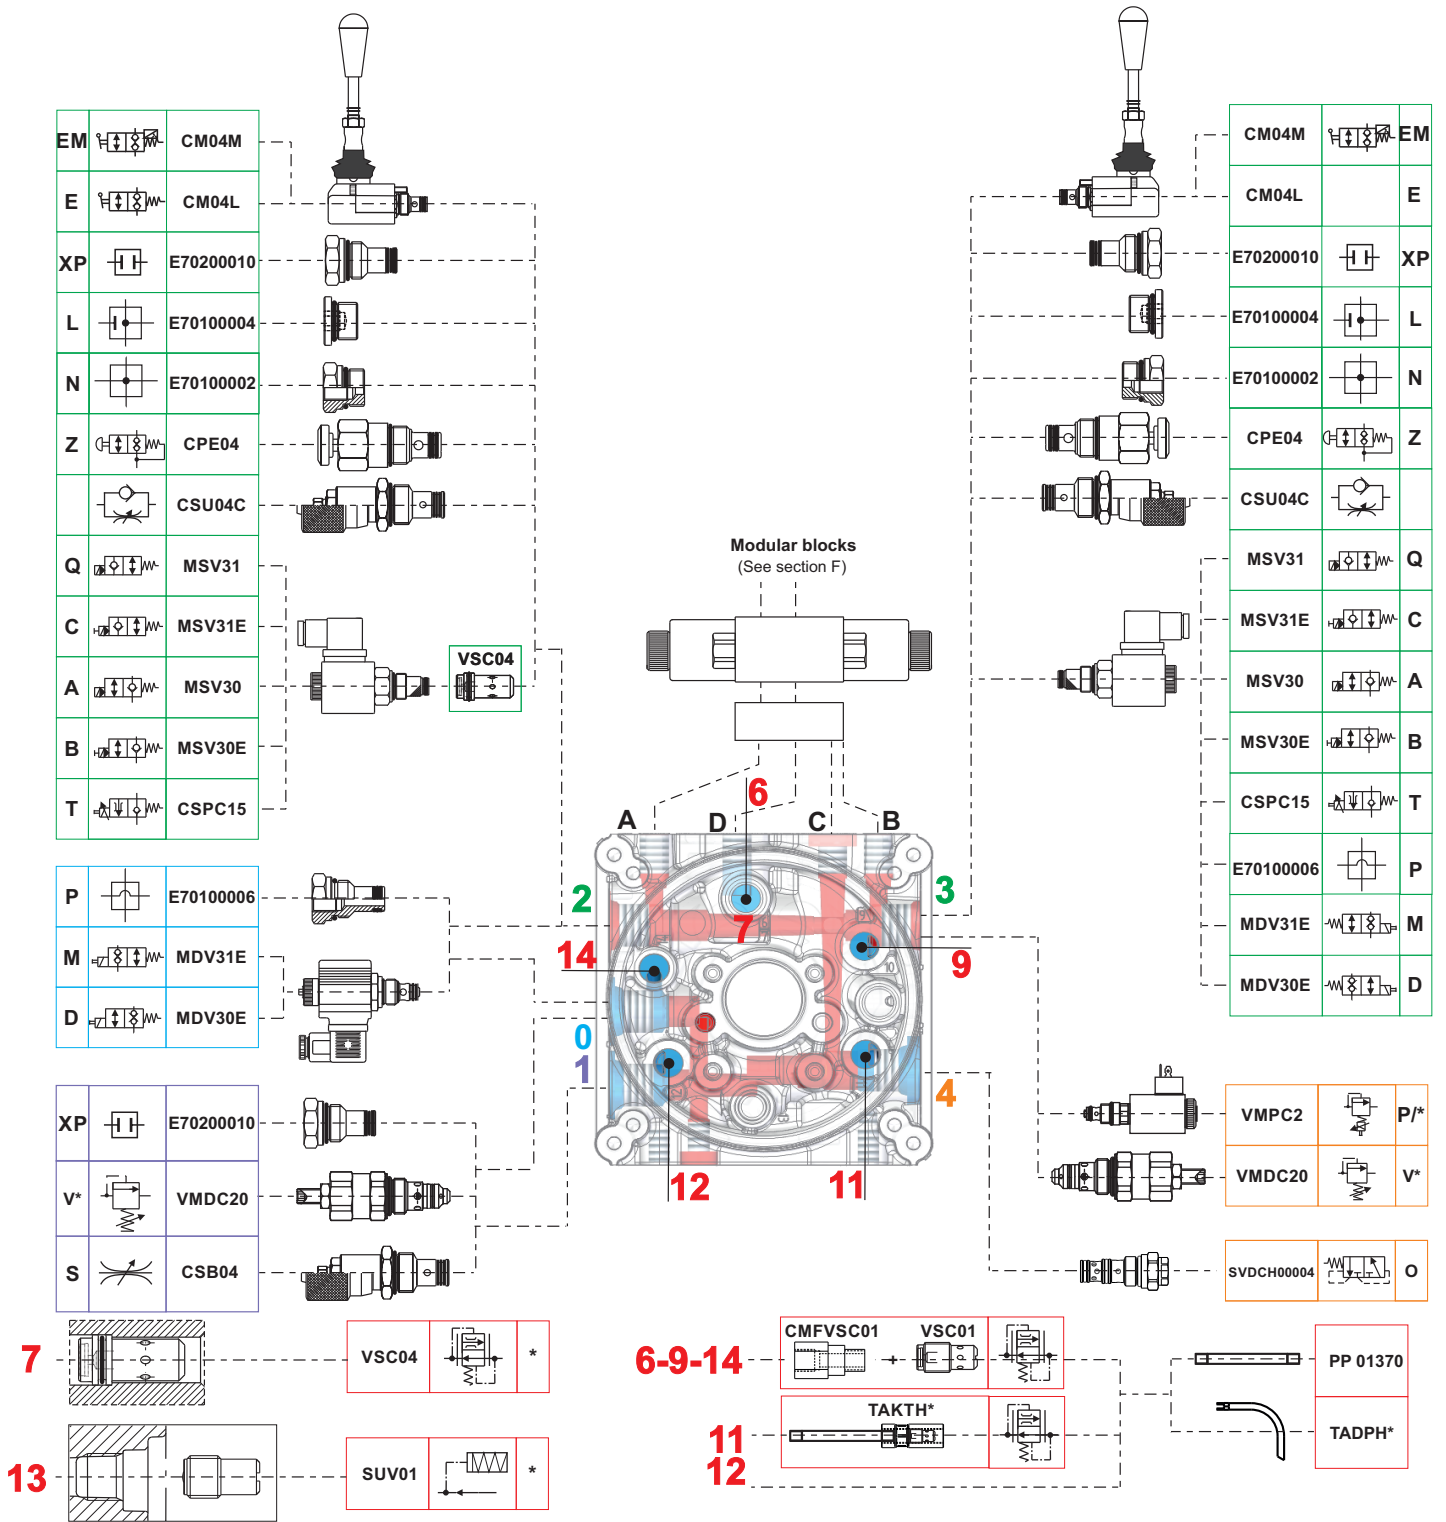 EM CM04M
E CM04L
XP E70200010
L E70100004
N E70100002
Z CPE04
CSU04C
Q MSV31
C MSV31E
A MSV30
B MSV30E
T CSPC15
VSC04
P E70100006
M MDV31E
D MDV30E
XP E70200010
V* VMDC20
S CSB04
Modular blocks
(See section F)
6
A D C B
2
3
7
14
9
10
0
1
4
12
11
CM04M EM
CM04L E
E70200010 XP
E70100004 L
E70100002 N
CPE04 Z
CSU04C
MSV31 Q
MSV31E C
MSV30 A
MSV30E B
CSPC15 T
E70100006 P
MDV31E M
MDV30E D
VMPC2 P/*
VMDC20 V*
SVDCH00004 O
7 VSC04 *
13 SUV01 *
6-9-14 CMFVSC01 + VSC01
11 TAKTH*
12
PP 01370
TADPH*